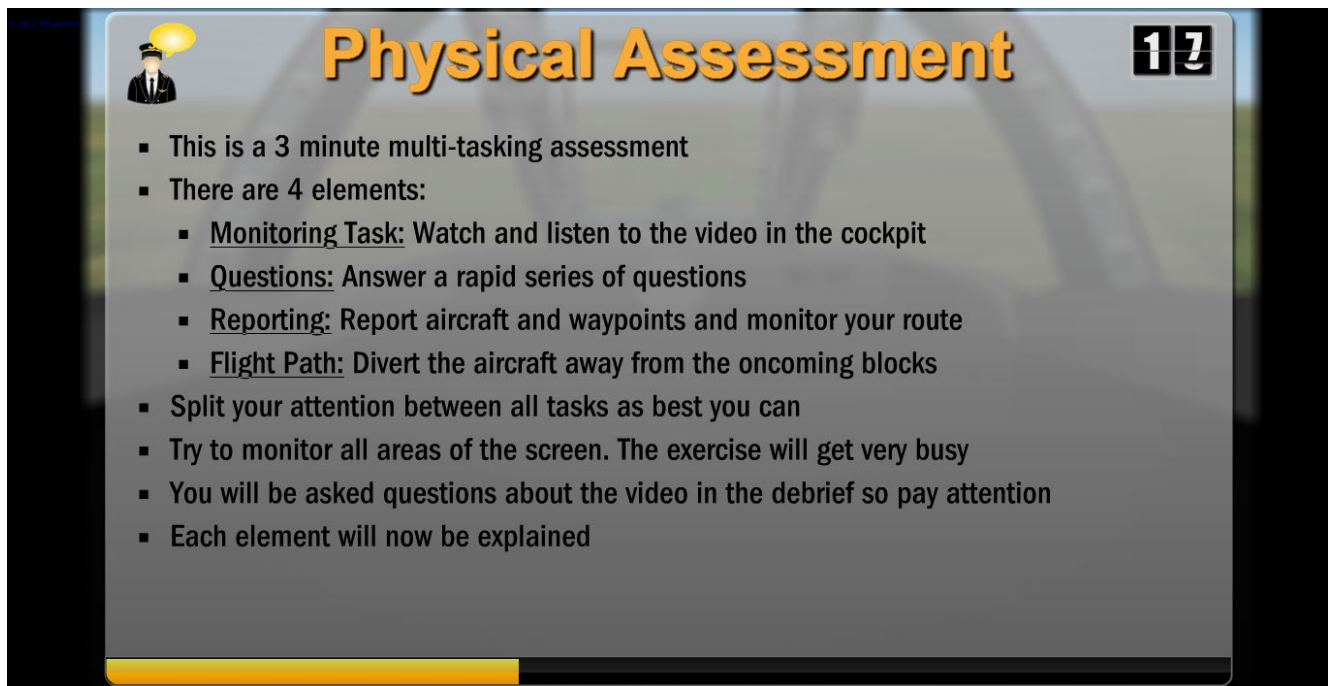 Physical Assessment
This is a 3 minute multi-tasking assessment
There are 4 elements:
Monitoring Task: Watch and listen to the video in the cockpit
Questions: Answer a rapid series of questions
Reporting: Report aircraft and waypoints and monitor your route
Flight Path: Divert the aircraft away from the oncoming blocks
Split your attention between all tasks as best you can
Try to monitor all areas of the screen. The exercise will get very busy
You will be asked questions about the video in the debrief so pay attention
Each element will now be explained